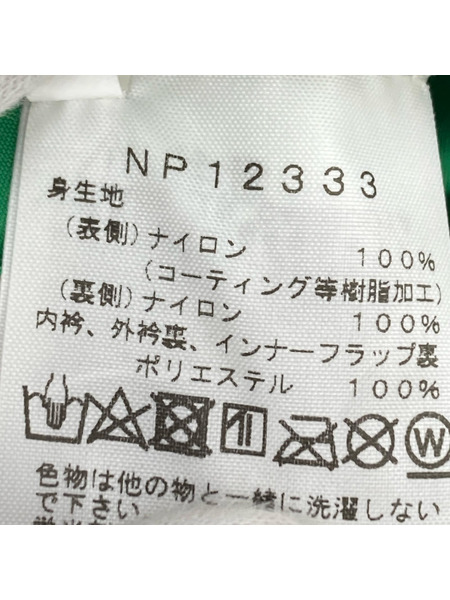 NP12333
身生地
(表側)ナイロン 100%
(コーティング等樹脂加工)
(裏側)ナイロン 100%
内衿、外衿裏、インナーフラップ裏
ポリエステル 100%
W
色物は他の物と一緒に洗濯しない
で下さい